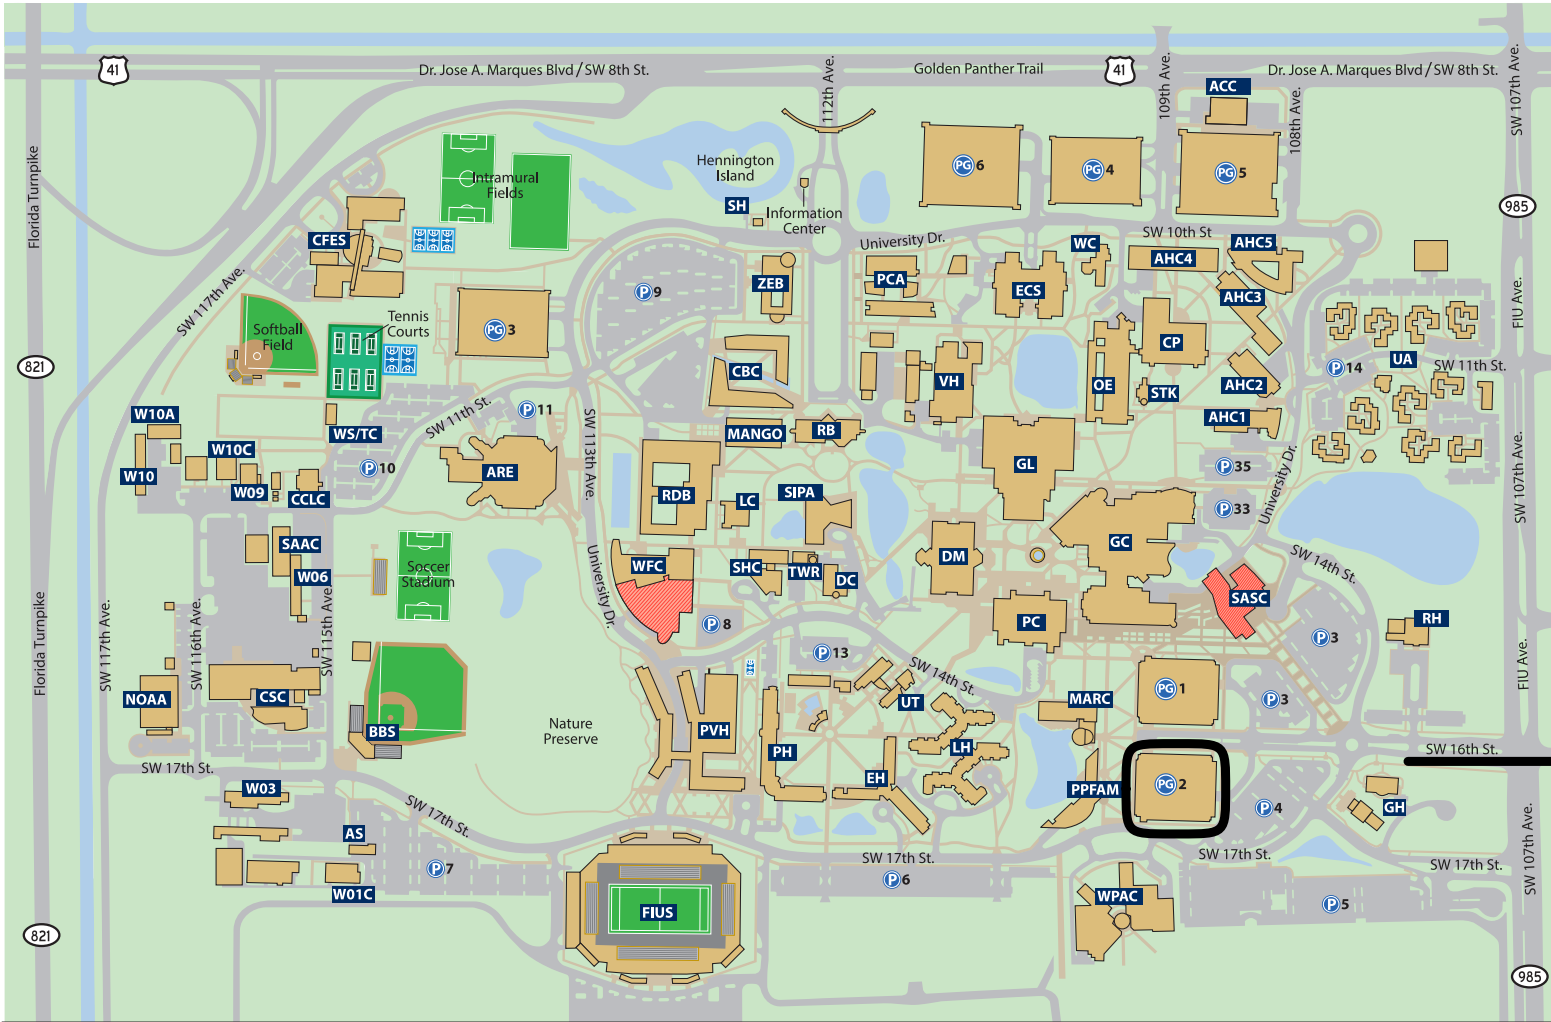 41
Dr. Jose A. Marques Blvd / SW 8th St.
112th Ave.
Golden Panther Trail
41
109th Ave.
Dr. Jose A. Marques Blvd / SW 8th St.
SW 107th Ave.
ACC
108th Ave.
Florida Turnpike
Intramural
Fields
Hennington
Island
SH
Information
Center
PG 6
PG 4
PG 5
985
CFES
University Dr.
WC
SW 10th St
AHC4
AHC5
SW 117th Ave.
P 9
ZEB
PCA
ECS
AHC3
FIU Ave.
Softball
Field
Tennis
Courts
PG 3
CP
821
CBC
VH
OE
STK
AHC2
P 14
UA
SW 11th St.
W10A
WS/TC
SW 11th St.
P 11
SW 113th Ave.
MANGO
RB
AHC1
W10C
W10
W09
CCLC
P 10
ARE
RDB
LC
SIPA
GL
P 35
P 33
University Dr.
SW 107th Ave.
SAAC
W06
Soccer
Stadium
University Dr.
WFC
SHC
TWR
DC
DM
GC
SW 14th St.
SASC
Florida Turnpike
SW 117th Ave.
SW 116th Ave.
SW 115th Ave.
P 8
P 13
PC
P 3
RH
FIU Ave.
NOAA
CSC
BBS
Nature
Preserve
PVH
PH
UT
SW 14th St.
LH
MARC
PG 1
P 3
SW 16th St.
SW 17th St.
W03
EH
PPFAM
PG 2
P 4
GH
SW 17th St.
AS
W01C
P 7
SW 17th St.
P 6
SW 17th St.
SW 17th St.
SW 107th Ave.
FIUS
WPAC
P 5
821
985